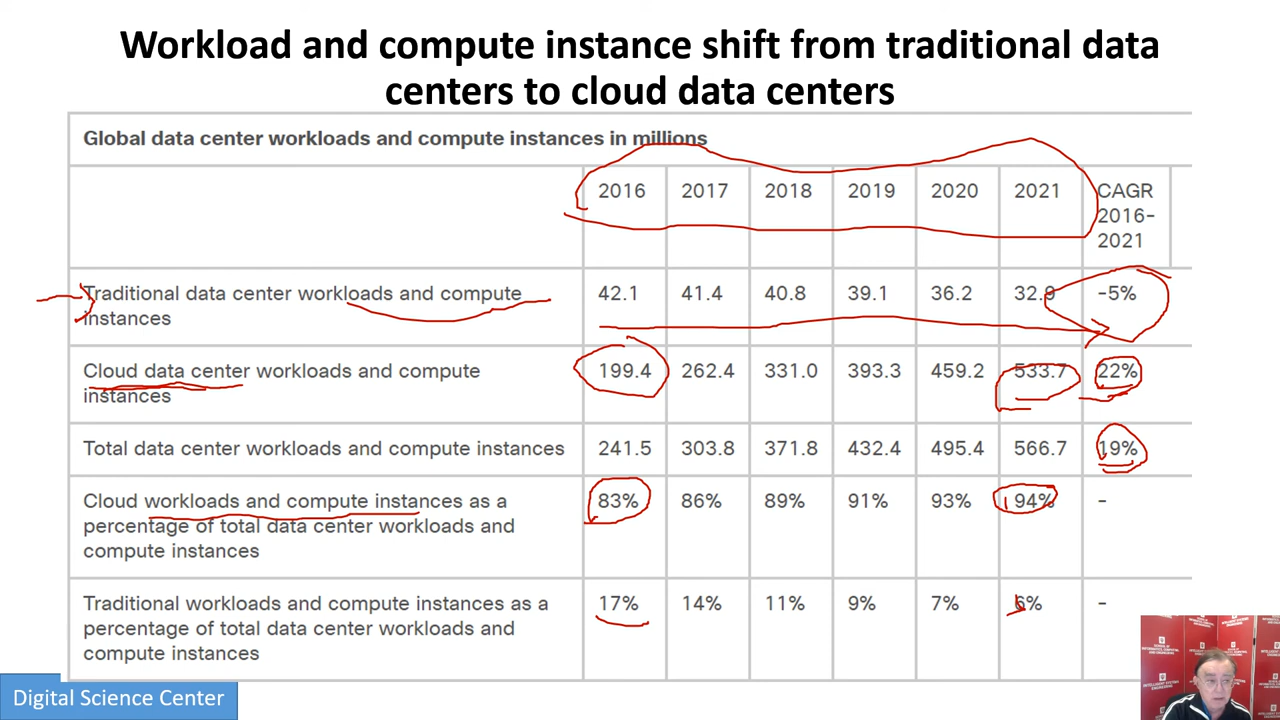 Workload and compute instance shift from traditional data
centers to cloud data centers
Global data center workloads and compute instances in millions
2016 2017 2018 2019 2020 2021 CAGR
2016-
2021
Traditional data center workloads and compute
instances 42.1 41.4 40.8 39.1 36.2 32.9 -5%
Cloud data center workloads and compute
instances 199.4 262.4 331.0 393.3 459.2 533.7 22%
Total data center workloads and compute instances 241.5 303.8 371.8 432.4 495.4 566.7 19%
Cloud workloads and compute instances as a
percentage of total data center workloads and
compute instances 83% 86% 89% 91% 93% 94% -
Traditional workloads and compute instances as a
percentage of total data center workloads and
compute instances 17% 14% 11% 9% 7% 6% -
Digital Science Center